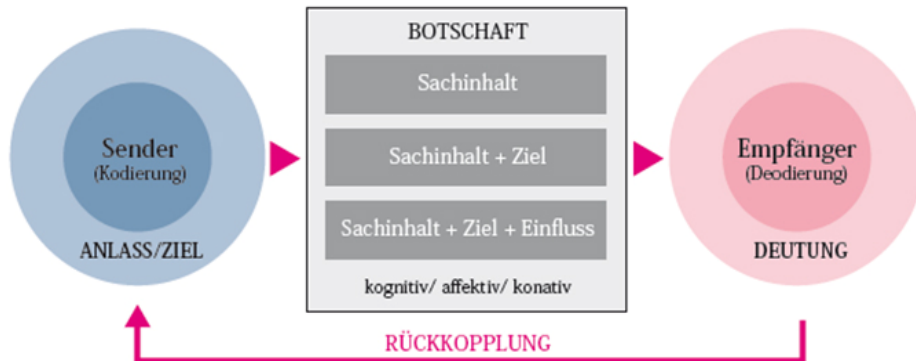 BOTSCHAFT
Sachinhalt
Sachinhalt + Ziel
Sachinhalt + Ziel + Einfluss
kognitiv/ affektiv/ konativ
Sender
(Kodierung)
ANLASS/ZIEL
Empfänger
(Deodierung)
DEUTUNG
RÜCKKOPPLUNG